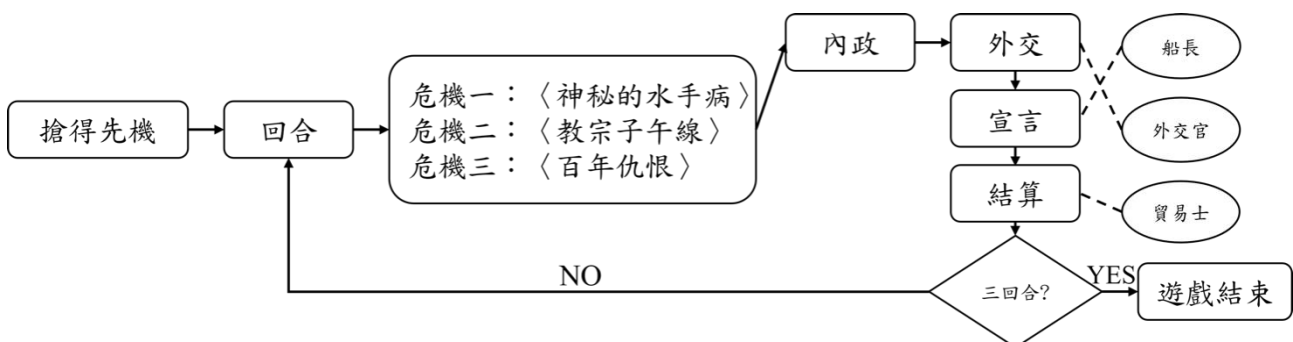 搶得先機
回合
危機一：〈神秘的水手病〉
危機二：〈教宗子午線〉
危機三：〈百年仇恨〉
內政
外交
宣言
結算
船長
外交官
貿易士
三回合?
NO
YES
遊戲結束